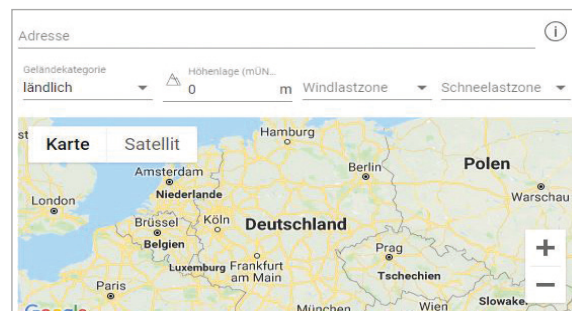 Adresse
Geländekategorie
ländlich
Höhenlage (müN...
0 m
Windlastzone
Schneelastzone
Karte Satellit
Hamburg
Amsterdam
Berlin
Polen
Niederlande
London
Warschau
Brüssel
Köln
Deutschland
Belgien
Prag
Luxemburg
Frankfurt
am Main
Tschechien
Paris
Slowake
München
Wien
Google